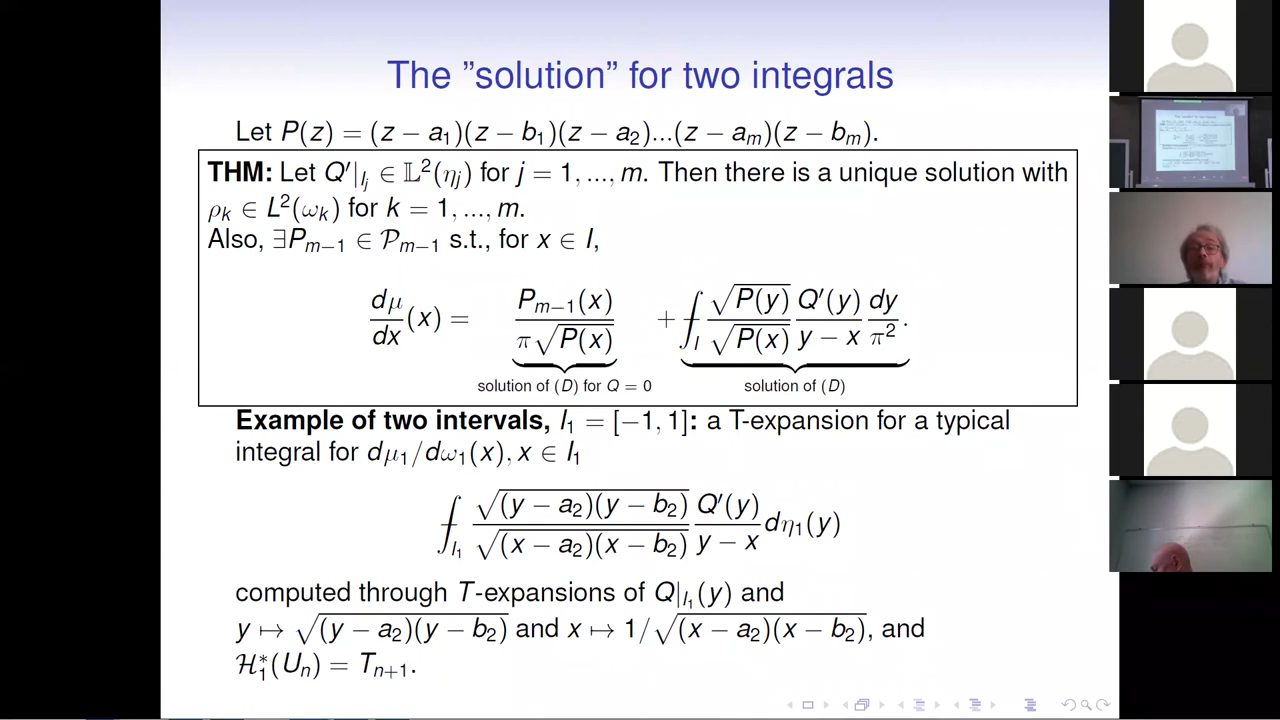 The ”solution” for two integrals
Let P(z) = (z − a₁)(z − b₁)(z − a₂)...(z − aₘ)(z − bₘ).
THM: Let Q′|_{I_j} ∈ 𝕃²(η_j) for j = 1, ..., m. Then there is a unique solution with
ρ_k ∈ L²(ω_k) for k = 1, ..., m.
Also, ∃P_{m−1} ∈ 𝒫_{m−1} s.t., for x ∈ I,
dμ/dx (x) = P_{m−1}(x) / (π√P(x)) + ⨍_I √P(y)/√P(x) Q′(y)/(y − x) dy/π².
solution of (D) for Q = 0 solution of (D)
Example of two intervals, I₁ = [−1, 1]: a T-expansion for a typical
integral for dμ₁/dω₁(x), x ∈ I₁
⨍_{I₁} √((y − a₂)(y − b₂)) / √((x − a₂)(x − b₂)) Q′(y)/(y − x) dη₁(y)
computed through T-expansions of Q|_{I₁}(y) and
y ↦ √((y − a₂)(y − b₂)) and x ↦ 1/√((x − a₂)(x − b₂)), and
ℋ₁*(Uₙ) = Tₙ₊₁.